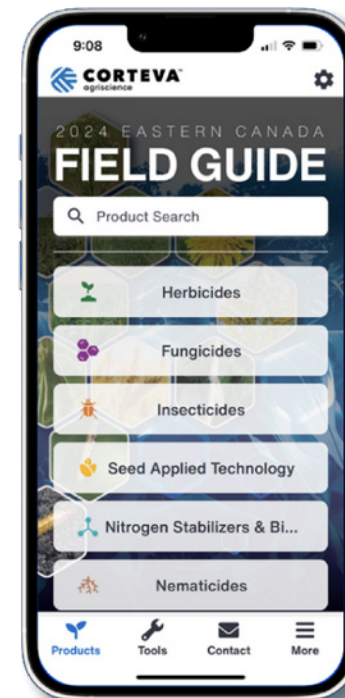 9:08
CORTEVA™
agriscience
2024 EASTERN CANADA
FIELD GUIDE
Product Search
Herbicides
Fungicides
Insecticides
Seed Applied Technology
Nitrogen Stabilizers & Bi...
Nematicides
Products Tools Contact More